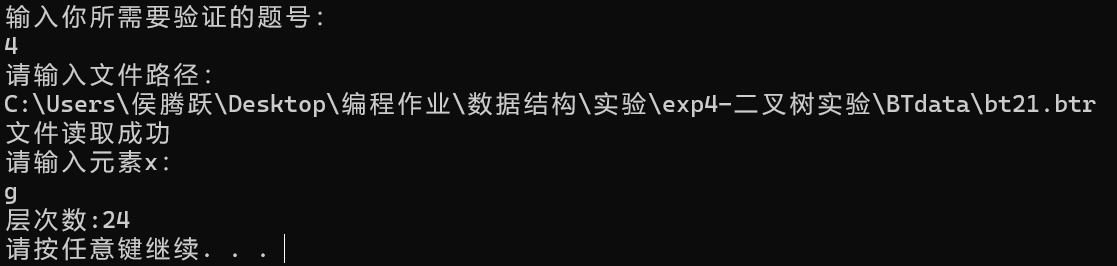 输入你所需要验证的题号:
4
请输入文件路径:
C:\Users\侯腾跃\Desktop\编程作业\数据结构\实验\exp4-二叉树实验\BTdata\bt21.btr
文件读取成功
请输入元素x:
g
层次数:24
请按任意键继续. . .